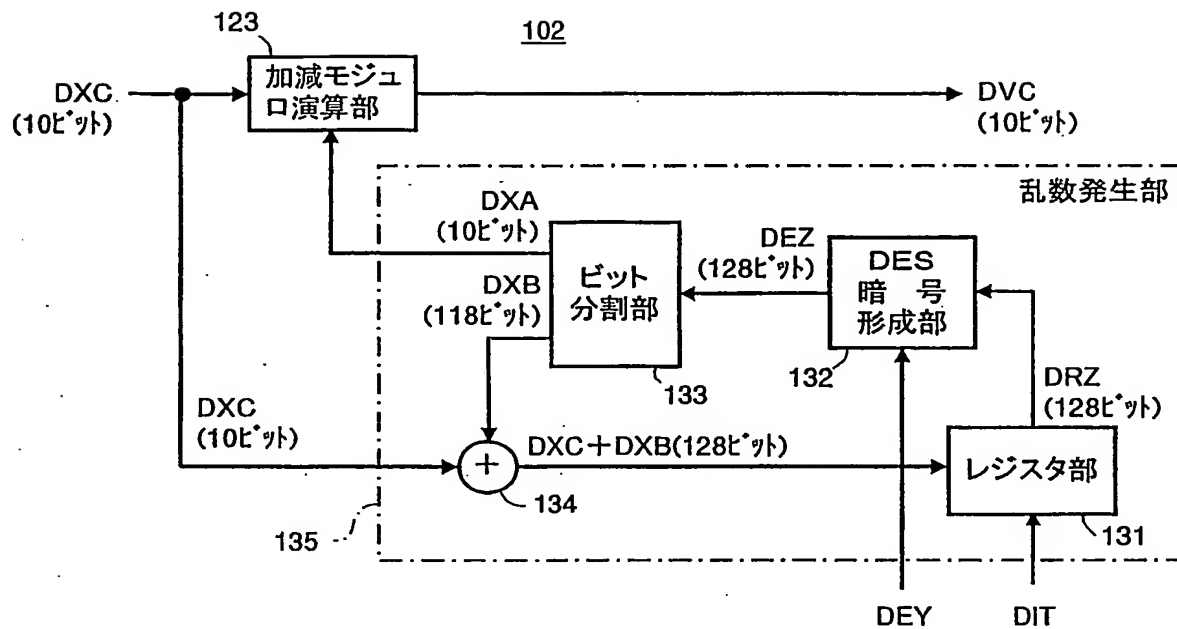 102
123
加減モジュ
ロ演算部
DXC
(10ビット)
DVC
(10ビット)
乱数発生部
DXA
(10ビット)
DXB
(118ビット)
ビット
分割部
133
DEZ
(128ビット)
DES
暗 号
形成部
132
DRZ
(128ビット)
DXC
(10ビット)
+
134
DXC+DXB(128ビット)
レジスタ部
131
135
DEY
DIT